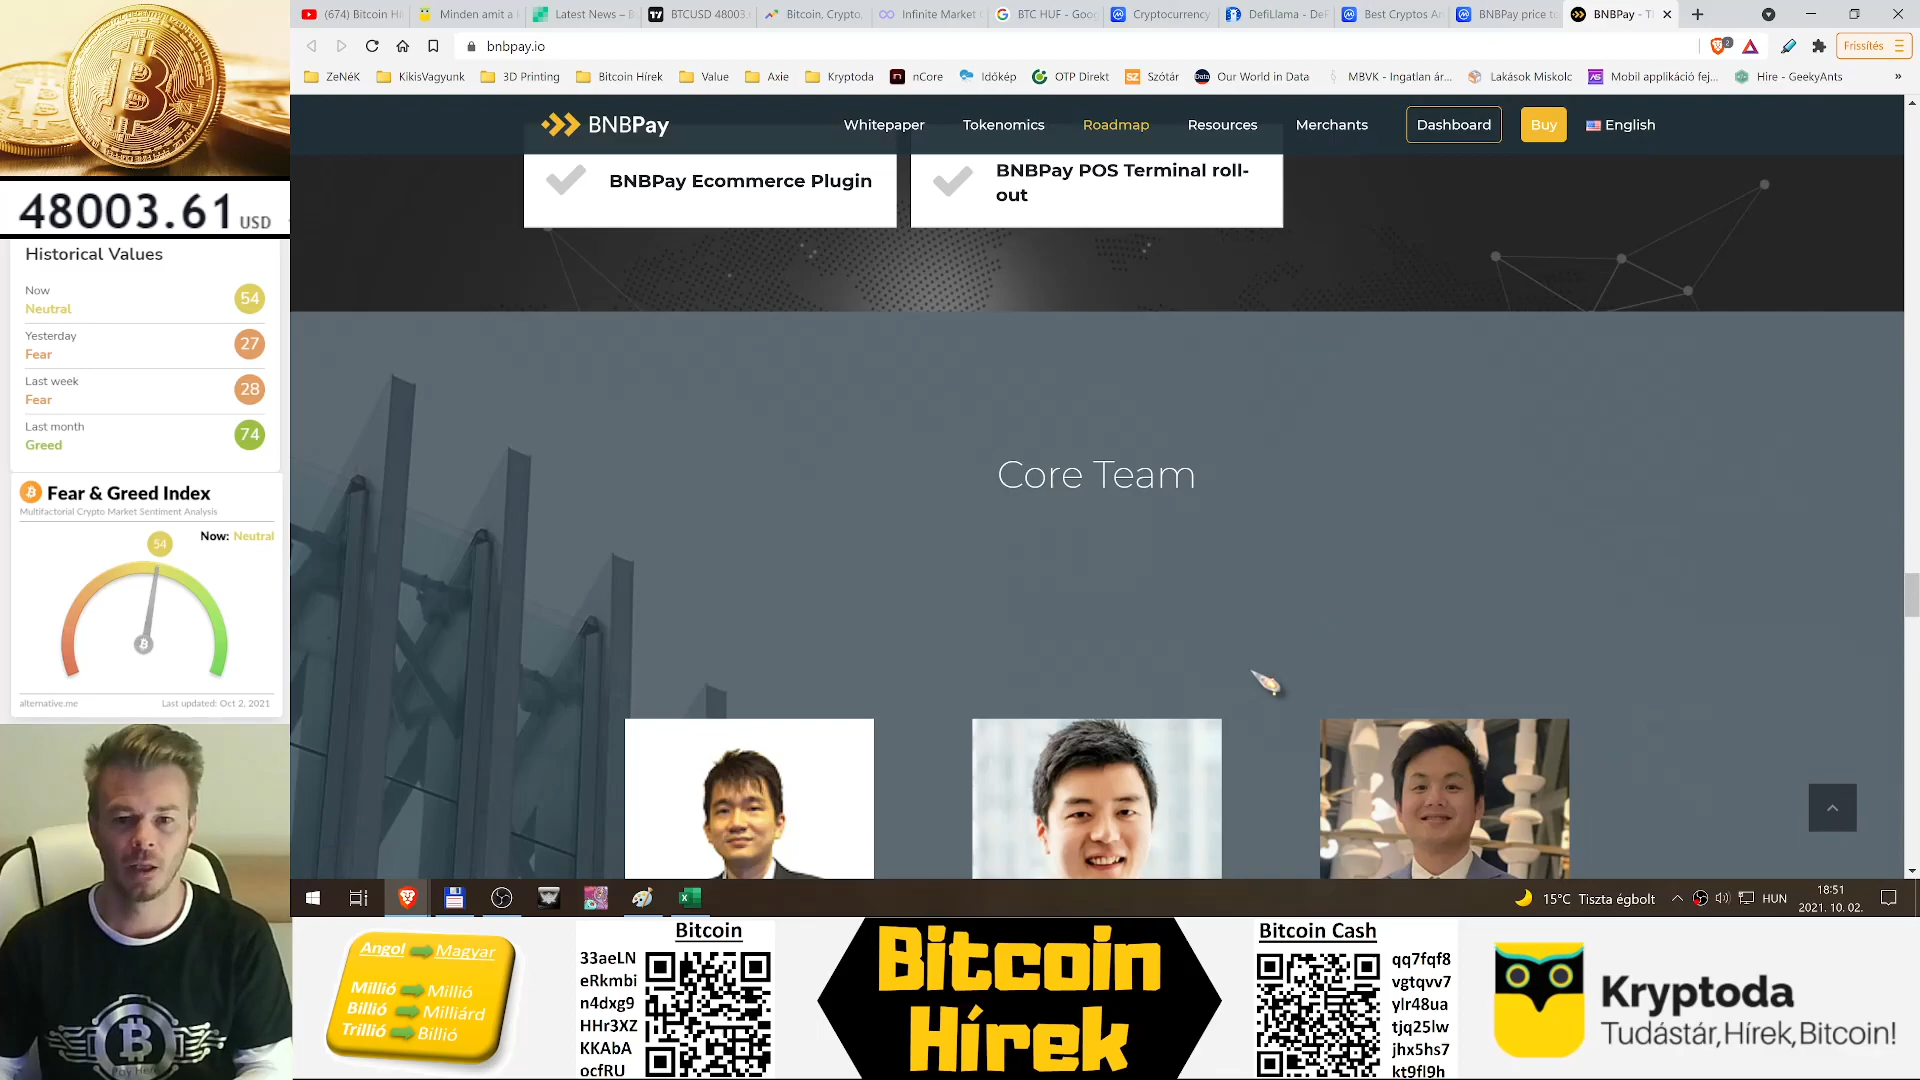 (674) Bitcoin Hí
Minden amit a k
Latest News – B
BTCUSD 48003.
Bitcoin, Crypto,
Infinite Market
BTC HUF - Goog
Cryptocurrency
DefiLlama - DeF
Best Cryptos An
BNBPay price to
BNBPay - T
bnbpay.io
2
Frissítés
ZeNéK
KikisVagyunk
3D Printing
Bitcoin Hírek
Value
Axie
Kryptoda
nCore
Időkép
OTP Direkt
Szótár
Our World in Data
MBVK - Ingatlan ár...
Lakások Miskolc
Mobil applikáció fej...
Hire - GeekyAnts
»
BNBPay
Whitepaper
Tokenomics
Roadmap
Resources
Merchants
Dashboard
Buy
English
BNBPay Ecommerce Plugin
BNBPay POS Terminal roll-
out
Core Team
48003.61 USD
Historical Values
Now
Neutral
54
Yesterday
Fear
27
Last week
Fear
28
Last month
Greed
74
Fear & Greed Index
Multifactorial Crypto Market Sentiment Analysis
Now: Neutral
54
alternative.me
Last updated: Oct 2, 2021
15°C Tiszta égbolt
HUN
18:51
2021. 10. 02.
Angol Magyar
Millió Millió
Billió Milliárd
Trillió Billió
Bitcoin
33aeLN
eRkmbi
n4dxg9
HHr3XZ
KKAbA
ocfRU
Bitcoin
Hírek
Bitcoin Cash
qq7fqf8
vgtqvv7
ylr48ua
tjq25lw
jhx5hs7
kt9fl9h
Kryptoda
Tudástár,Hírek,Bitcoin!